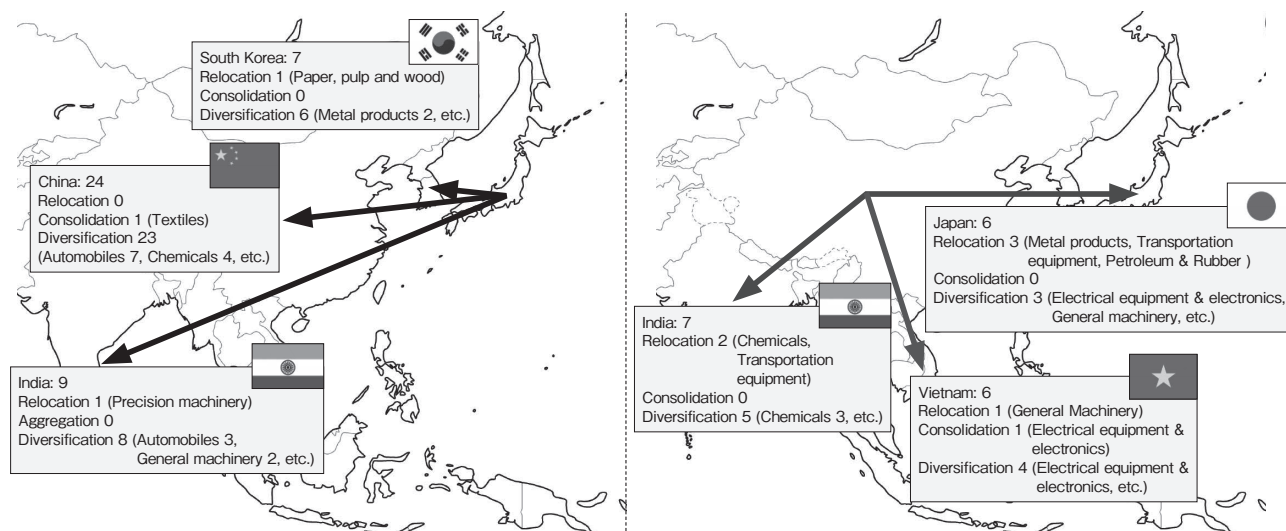 South Korea: 7
Relocation 1 (Paper, pulp and wood)
Consolidation 0
Diversification 6 (Metal products 2, etc.)
China: 24
Relocation 0
Consolidation 1 (Textiles)
Diversification 23
(Automobiles 7, Chemicals 4, etc.)
India: 9
Relocation 1 (Precision machinery)
Aggregation 0
Diversification 8 (Automobiles 3,
General machinery 2, etc.)
Japan: 6
Relocation 3 (Metal products, Transportation
equipment, Petroleum & Rubber )
Consolidation 0
Diversification 3 (Electrical equipment & electronics,
General machinery, etc.)
India: 7
Relocation 2 (Chemicals,
Transportation
equipment)
Consolidation 0
Diversification 5 (Chemicals 3, etc.)
Vietnam: 6
Relocation 1 (General Machinery)
Consolidation 1 (Electrical equipment &
electronics)
Diversification 4 (Electrical equipment &
electronics, etc.)